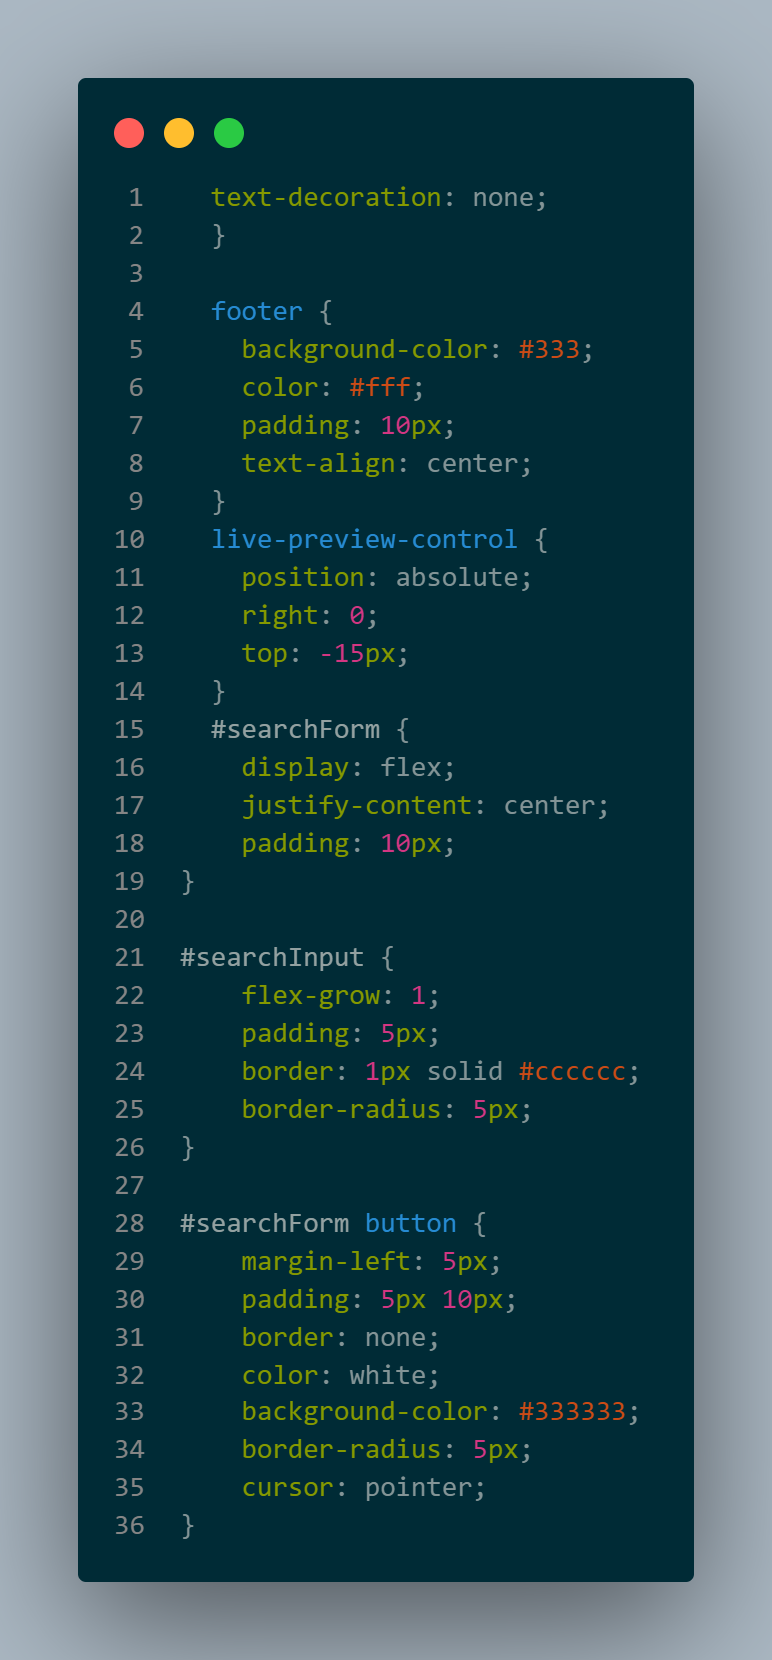 1 text-decoration: none;
2 }
3
4 footer {
5 background-color: #333;
6 color: #fff;
7 padding: 10px;
8 text-align: center;
9 }
10 live-preview-control {
11 position: absolute;
12 right: 0;
13 top: -15px;
14 }
15 #searchForm {
16 display: flex;
17 justify-content: center;
18 padding: 10px;
19 }
20
21 #searchInput {
22 flex-grow: 1;
23 padding: 5px;
24 border: 1px solid #cccccc;
25 border-radius: 5px;
26 }
27
28 #searchForm button {
29 margin-left: 5px;
30 padding: 5px 10px;
31 border: none;
32 color: white;
33 background-color: #333333;
34 border-radius: 5px;
35 cursor: pointer;
36 }